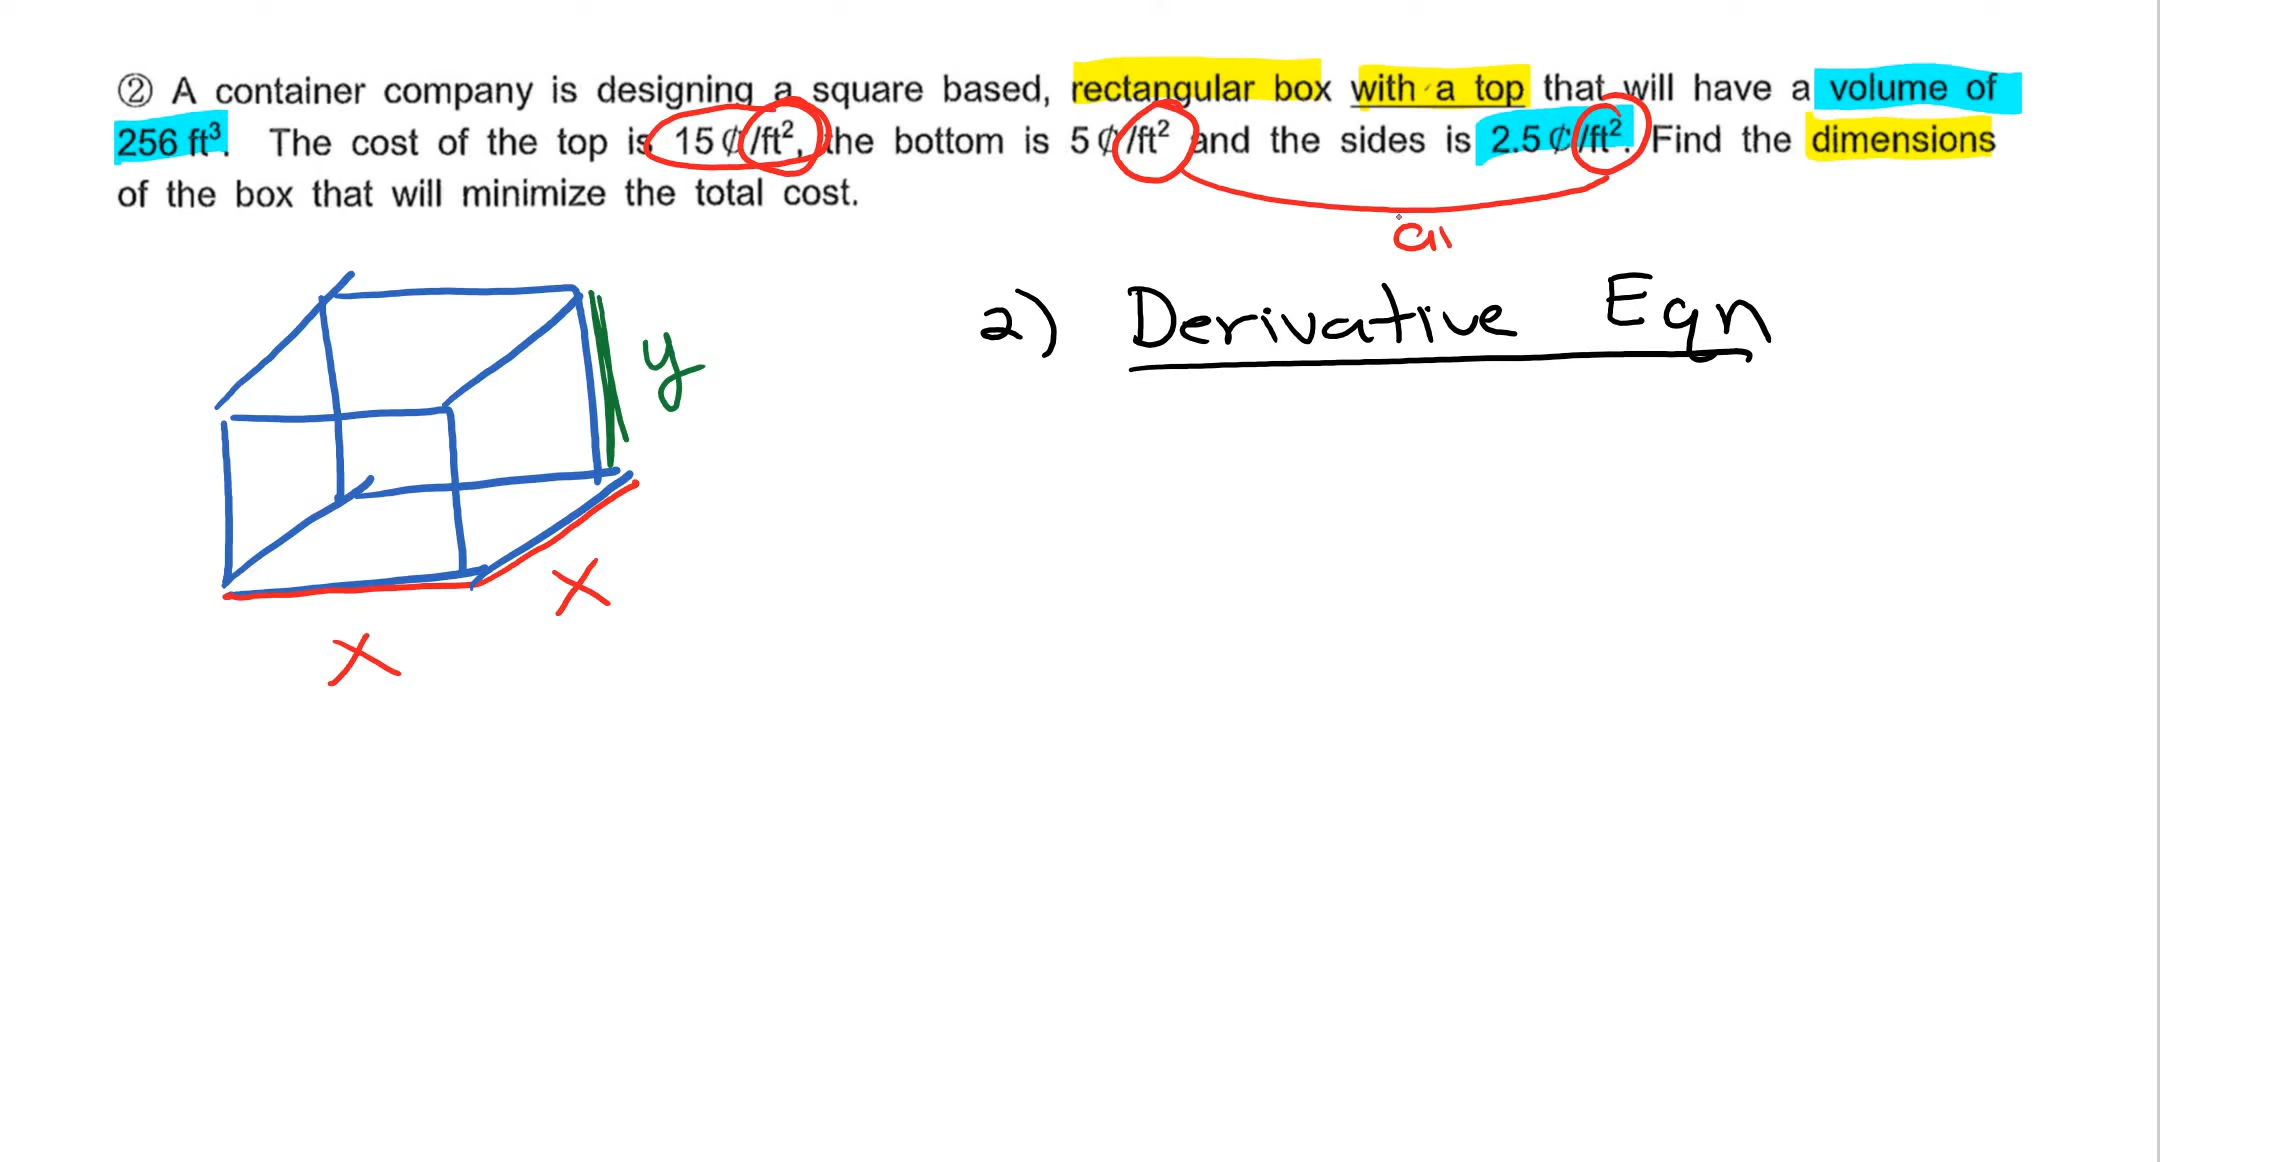 ② A container company is designing a square based, rectangular box with a top that will have a volume of
256 ft³. The cost of the top is 15 ¢/ft², the bottom is 5 ¢/ft² and the sides is 2.5 ¢/ft². Find the dimensions
of the box that will minimize the total cost.
2) Derivative Eqn
y
x
x